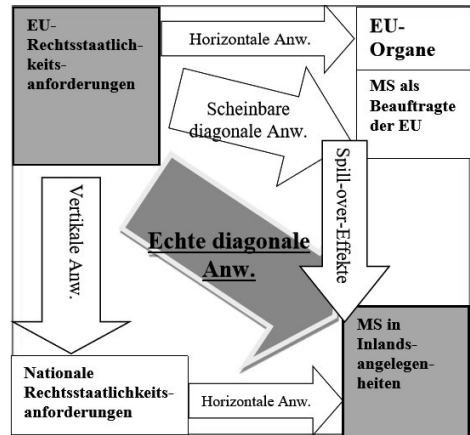 EU-
Rechtsstaatlich-
keits-
anforderungen
Horizontale Anw.
EU-
Organe
Scheinbare
diagonale Anw.
MS als
Beauftragte
der EU
Vertikale Anw.
Spill-over-Effekte
Echte diagonale
Anw.
Nationale
Rechtsstaatlichkeits-
anforderungen
Horizontale Anw.
MS in
Inlands-
angelegen-
heiten